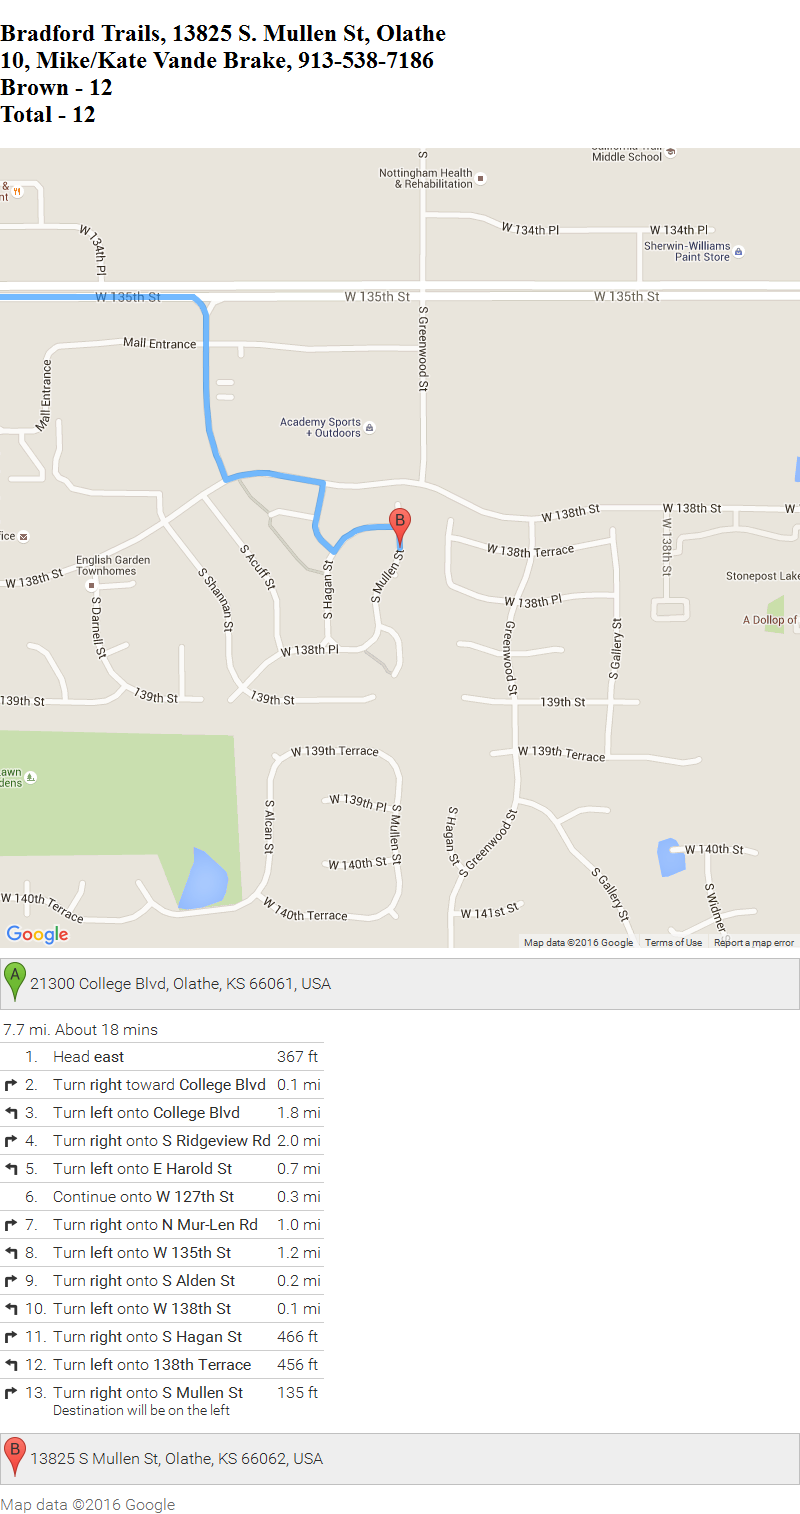 Bradford Trails, 13825 S. Mullen St, Olathe
10, Mike/Kate Vande Brake, 913-538-7186
Brown - 12
Total - 12
Middle School
Nottingham Health
& Rehabilitation
S
&
nt
W 134th Pl
W 134th Pl
W 134th Pl
Sherwin-Williams
Paint Store
W 135th St
W 135th St
W 135th St
S Greenwood St
Mall Entrance
Mall Entrance
Academy Sports
+ Outdoors
B
W 138th St
W 138th St
W
W 138th St
fice
W 138th Terrace
English Garden
Townhomes
S Acuff St
S Mullen St
W 138th St
S Shannan St
S Hagan St
Stonepost Lake
W 138th Pl
S Darnell St
A Dollop of
Greenwood St
S Gallery St
W 138th Pl
139th St
139th St
139th St
139th St
W 139th Terrace
W 139th Terrace
awn
dens
W 139th Pl
S Alcan St
S Mullen St
S Hagan St
S Greenwood St
W 140th St
W 140th St
S Gallery St
S Widmer
W 140th Terrace
W 140th Terrace
W 141st St
Google
Map data ©2016 Google Terms of Use Report a map error
A 21300 College Blvd, Olathe, KS 66061, USA
7.7 mi. About 18 mins
1. Head east 367 ft
2. Turn right toward College Blvd 0.1 mi
3. Turn left onto College Blvd 1.8 mi
4. Turn right onto S Ridgeview Rd 2.0 mi
5. Turn left onto E Harold St 0.7 mi
6. Continue onto W 127th St 0.3 mi
7. Turn right onto N Mur-Len Rd 1.0 mi
8. Turn left onto W 135th St 1.2 mi
9. Turn right onto S Alden St 0.2 mi
10. Turn left onto W 138th St 0.1 mi
11. Turn right onto S Hagan St 466 ft
12. Turn left onto 138th Terrace 456 ft
13. Turn right onto S Mullen St 135 ft
Destination will be on the left
B 13825 S Mullen St, Olathe, KS 66062, USA
Map data ©2016 Google